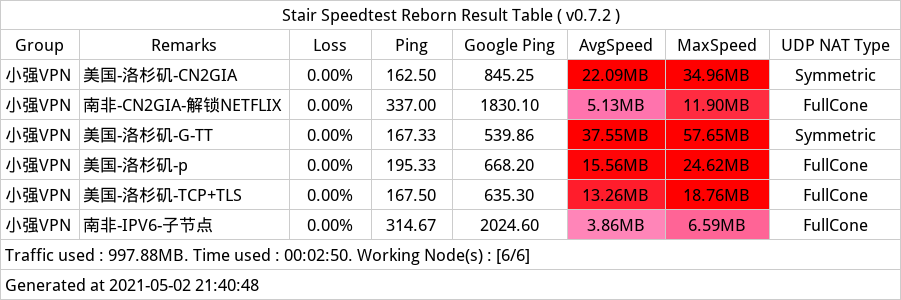 Stair Speedtest Reborn Result Table ( v0.7.2 )
Group Remarks Loss Ping Google Ping AvgSpeed MaxSpeed UDP NAT Type
小强VPN 美国-洛杉矶-CN2GIA 0.00% 162.50 845.25 22.09MB 34.96MB Symmetric
小强VPN 南非-CN2GIA-解锁NETFLIX 0.00% 337.00 1830.10 5.13MB 11.90MB FullCone
小强VPN 美国-洛杉矶-G-TT 0.00% 167.33 539.86 37.55MB 57.65MB Symmetric
小强VPN 美国-洛杉矶-p 0.00% 195.33 668.20 15.56MB 24.62MB FullCone
小强VPN 美国-洛杉矶-TCP+TLS 0.00% 167.50 635.30 13.26MB 18.76MB FullCone
小强VPN 南非-IPV6-子节点 0.00% 314.67 2024.60 3.86MB 6.59MB FullCone
Traffic used : 997.88MB. Time used : 00:02:50. Working Node(s) : [6/6]
Generated at 2021-05-02 21:40:48